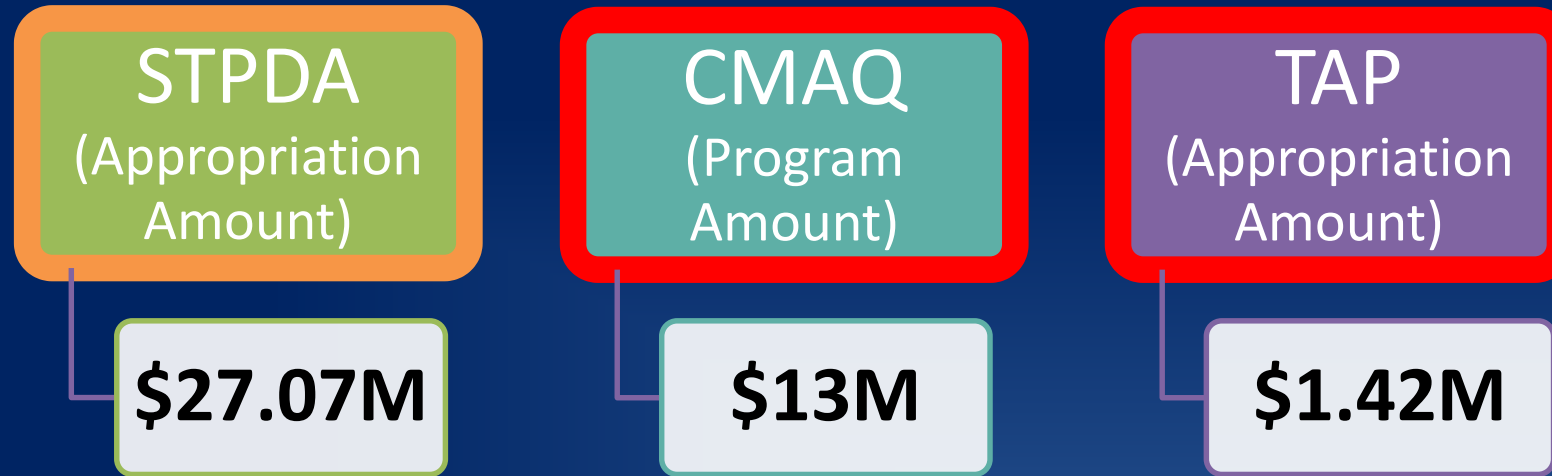 STPDA
(Appropriation
Amount)
$27.07M
CMAQ
(Program
Amount)
$13M
TAP
(Appropriation
Amount)
$1.42M